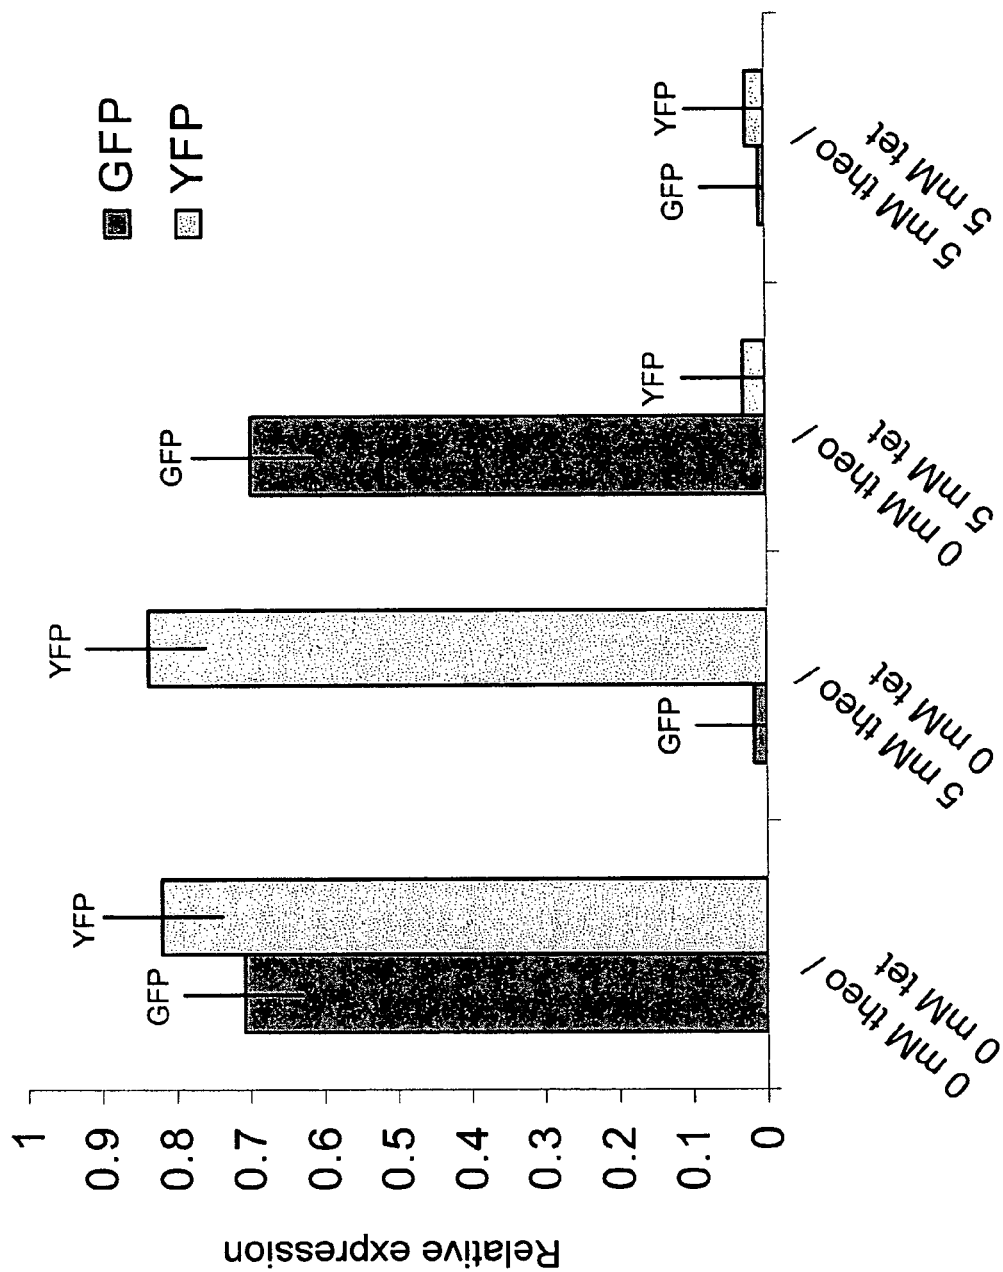 GFP
YFP
Relative expression
1
0.9
0.8
0.7
0.6
0.5
0.4
0.3
0.2
0.1
0
GFP
YFP
GFP
YFP
GFP
YFP
GFP
YFP
0 mM theo /
0 mM tet
5 mM theo /
0 mM tet
0 mM theo /
5 mM tet
5 mM theo /
5 mM tet